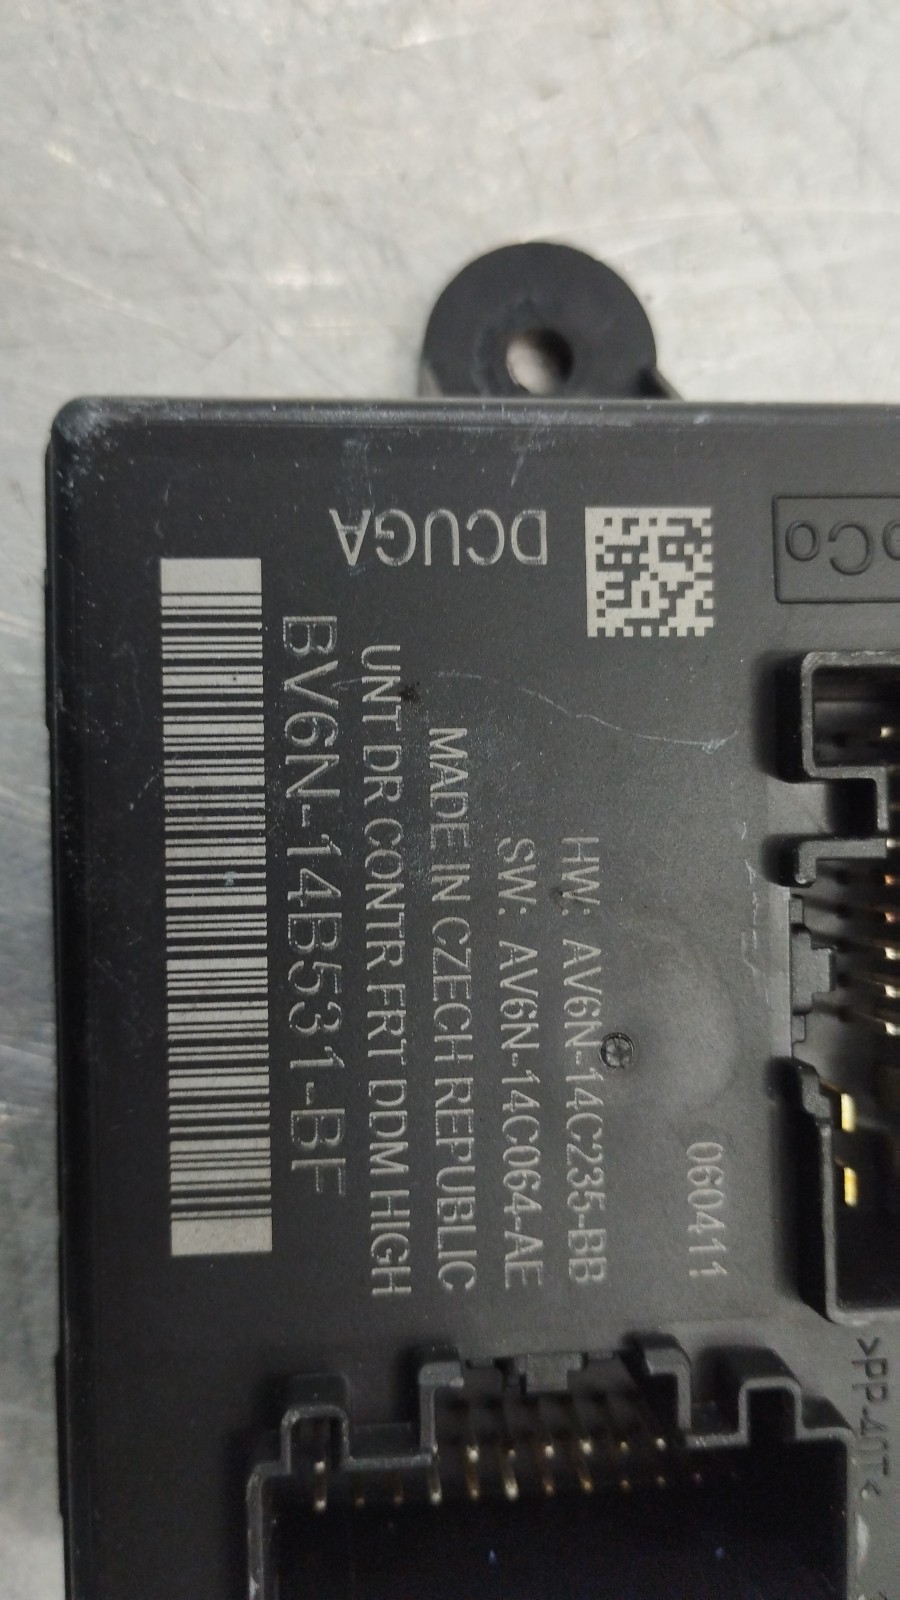 DCUGA
BV6N-14B531-BF
UNT DR CONTR FRT DDM HIGH
MADE IN CZECH REPUBLIC
SW: AV6N-14C064-AE
HW: AV6N-14C235-BB
060411